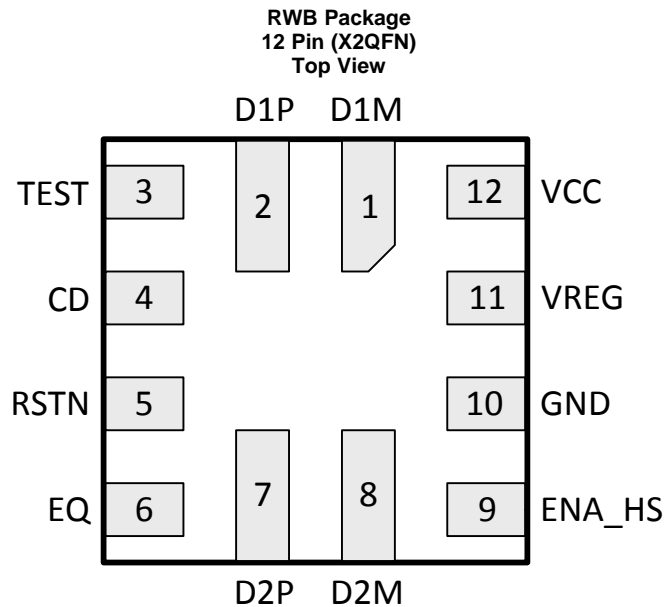 RWB Package
12 Pin (X2QFN)
Top View
D1P D1M
TEST 3 2 1 12 VCC
CD 4 11 VREG
RSTN 5 10 GND
EQ 6 7 8 9 ENA_HS
D2P D2M